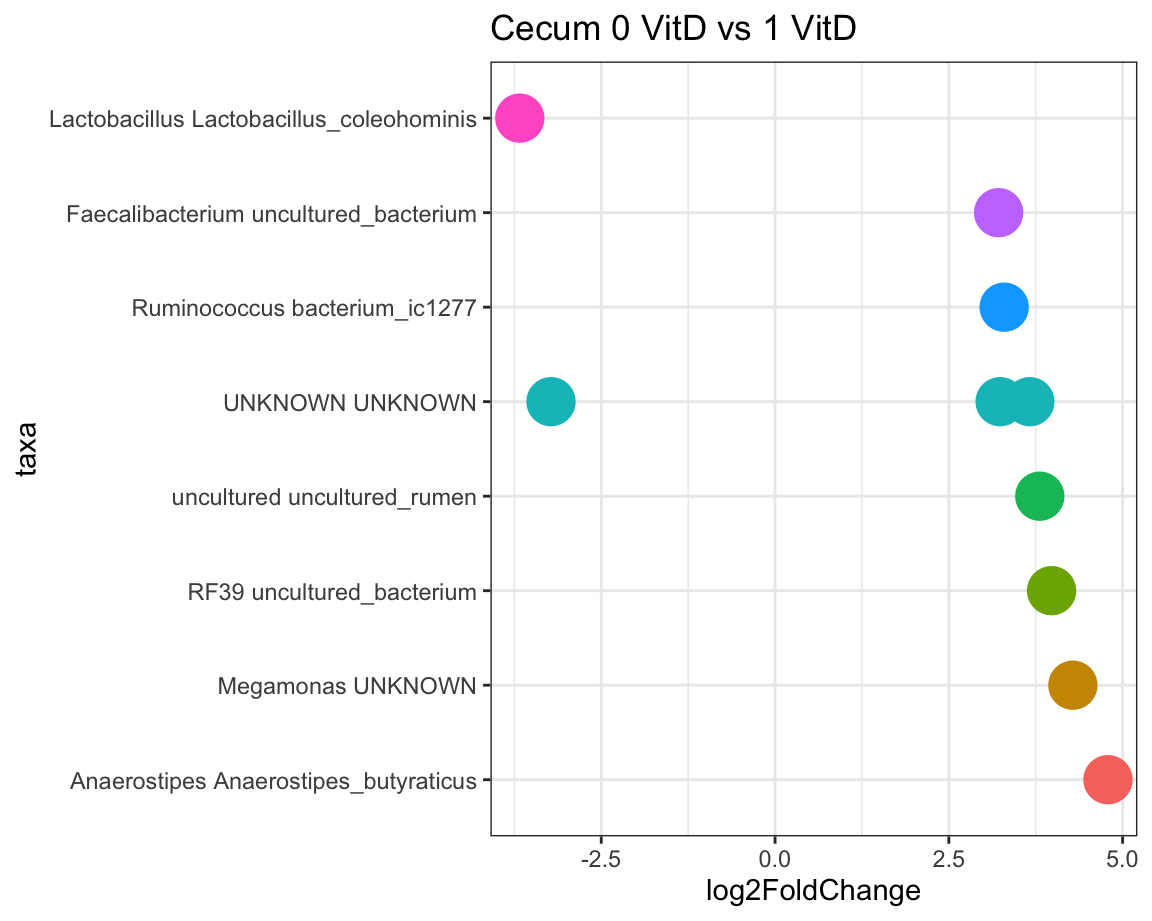 Cecum 0 VitD vs 1 VitD
Lactobacillus Lactobacillus_coleohominis
Faecalibacterium uncultured_bacterium
Ruminococcus bacterium_ic1277
UNKNOWN UNKNOWN
uncultured uncultured_rumen
RF39 uncultured_bacterium
Megamonas UNKNOWN
Anaerostipes Anaerostipes_butyraticus
taxa
-2.5 0.0 2.5 5.0
log2FoldChange